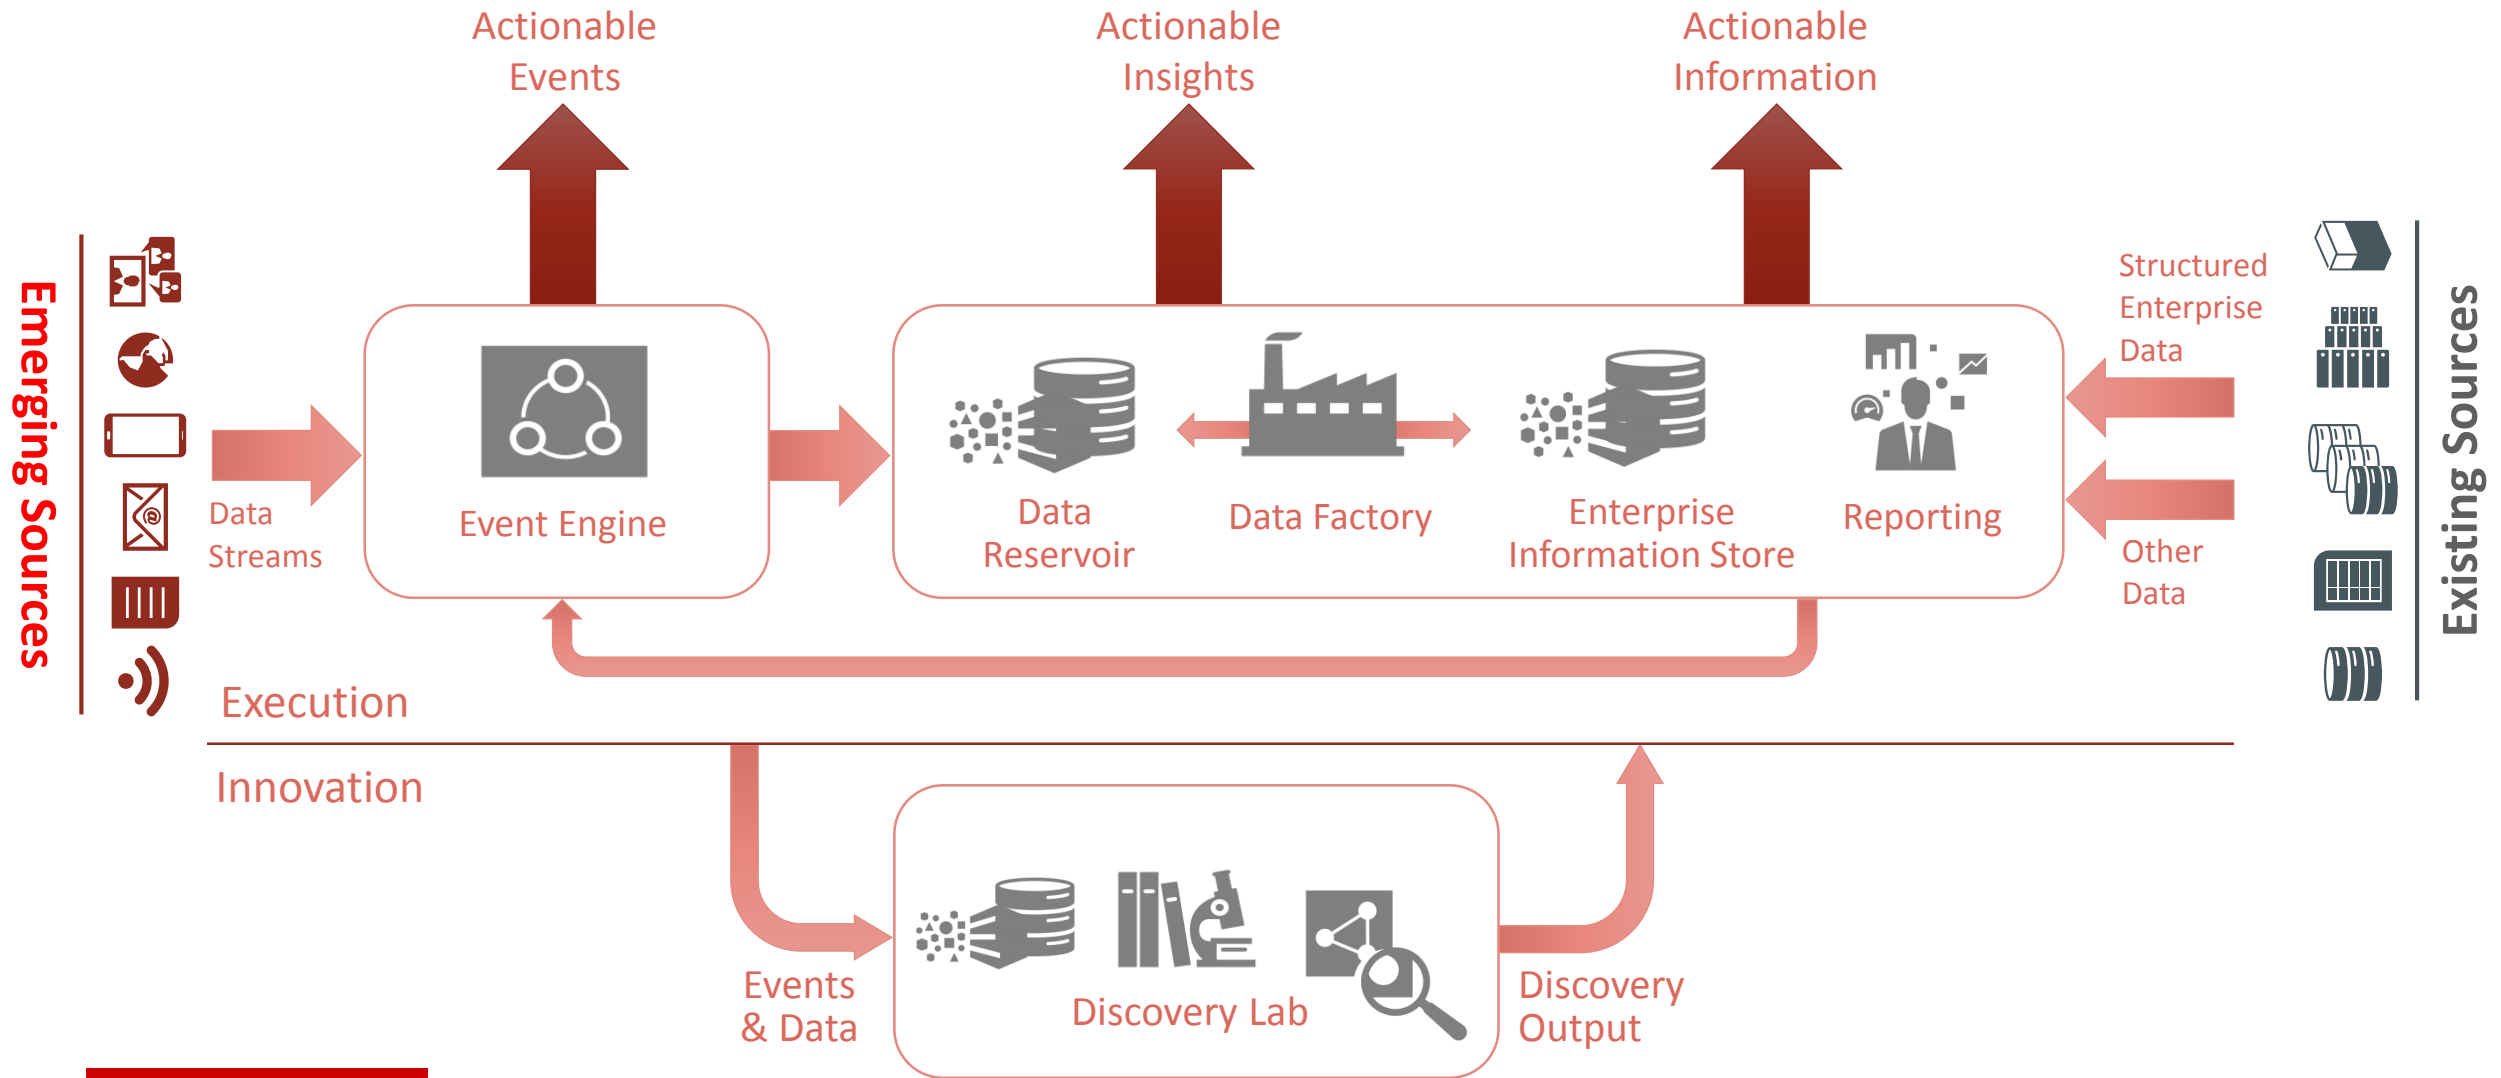 Actionable
Events
Actionable
Insights
Actionable
Information
Emerging Sources
Data
Streams
Event Engine
Data
Reservoir
Data Factory
Enterprise
Information Store
Reporting
Structured
Enterprise
Data
Other
Data
Existing Sources
Execution
Innovation
Events
& Data
Discovery Lab
Discovery
Output